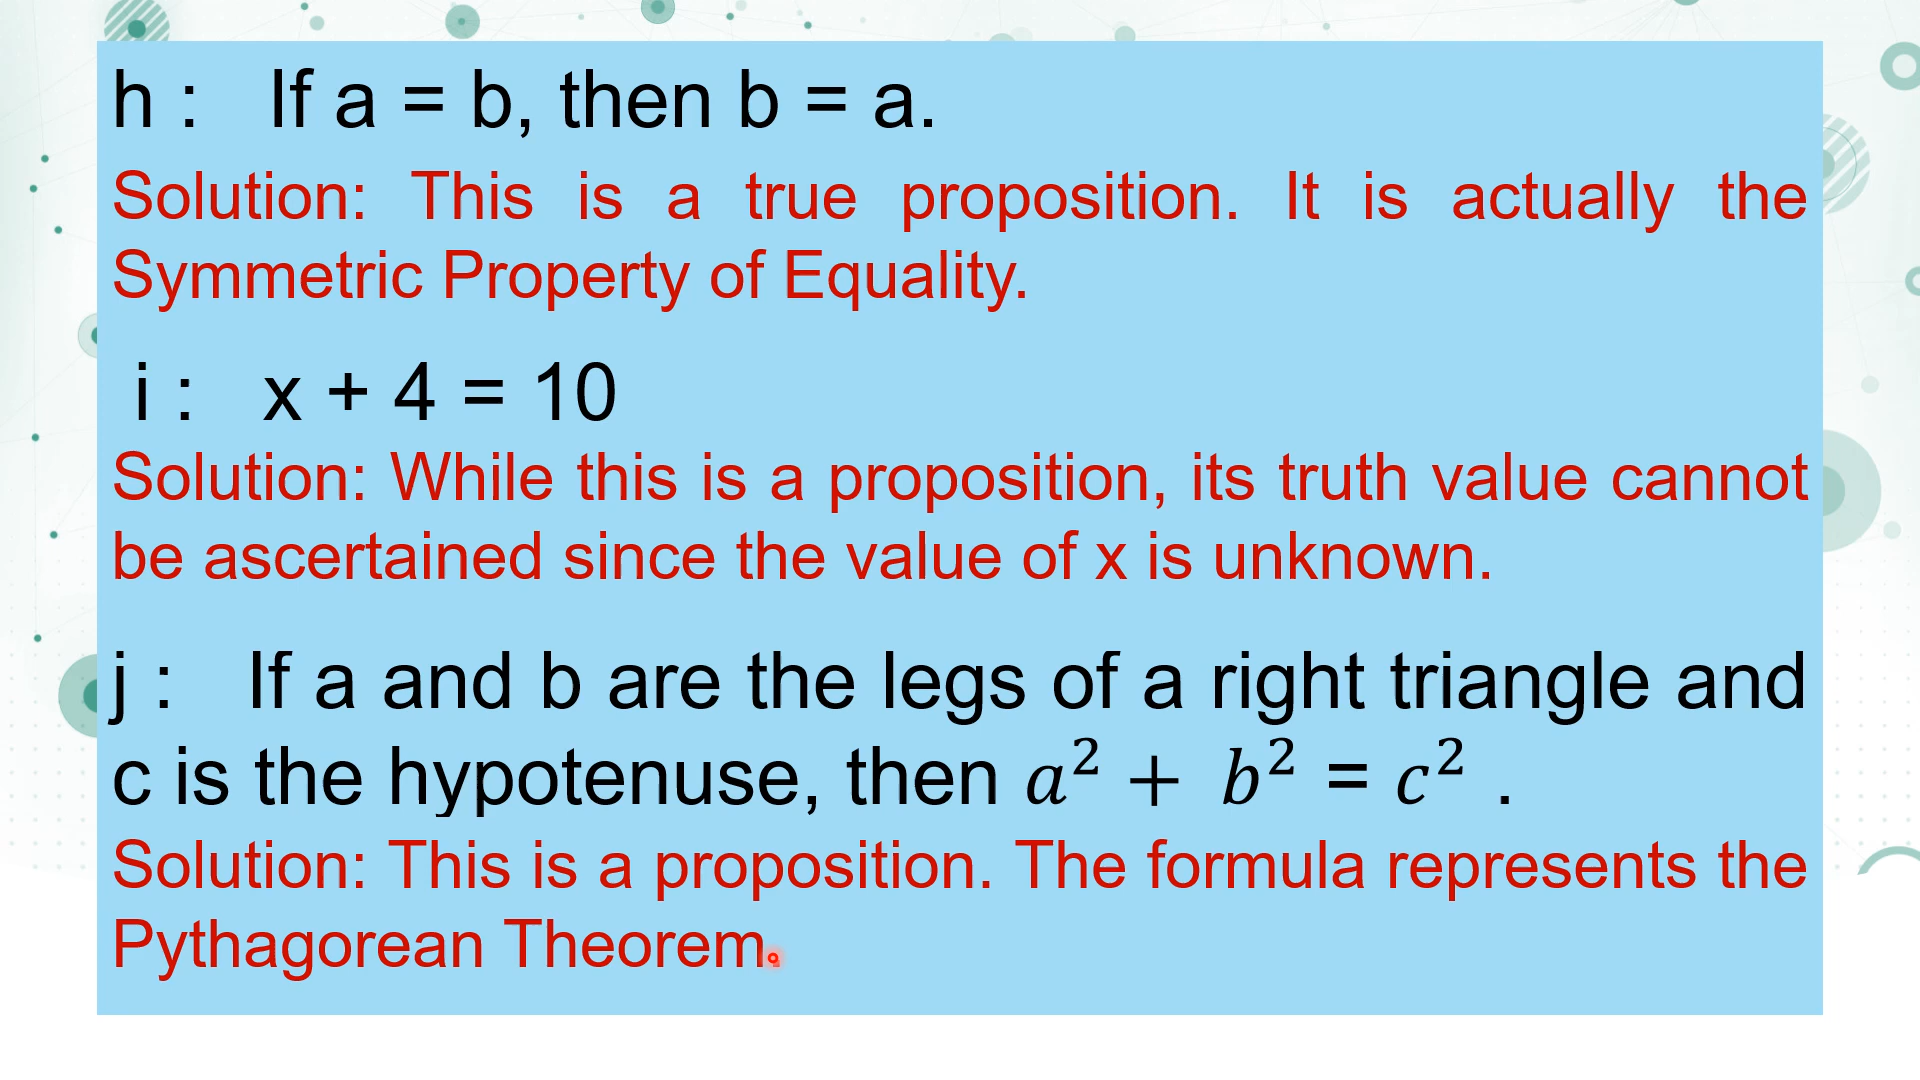 h : If a = b, then b = a.
Solution: This is a true proposition. It is actually the
Symmetric Property of Equality.
i : x + 4 = 10
Solution: While this is a proposition, its truth value cannot
be ascertained since the value of x is unknown.
j : If a and b are the legs of a right triangle and
c is the hypotenuse, then a² + b² = c² .
Solution: This is a proposition. The formula represents the
Pythagorean Theorem.